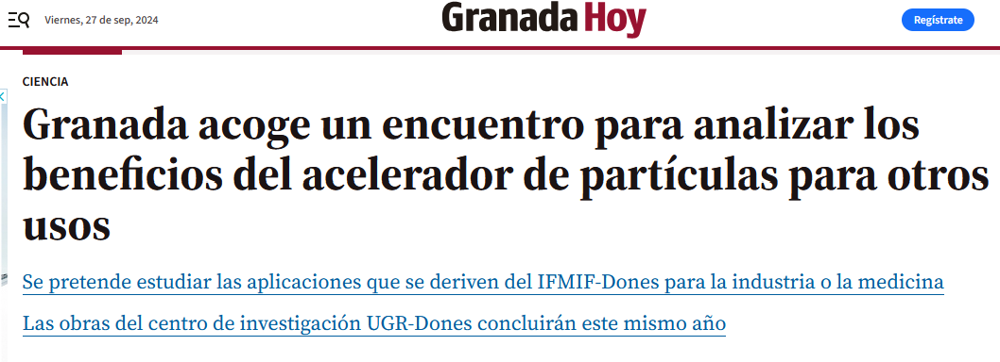 Viernes, 27 de sep, 2024
Granada Hoy
Regístrate
CIENCIA
Granada acoge un encuentro para analizar los
beneficios del acelerador de partículas para otros
usos
Se pretende estudiar las aplicaciones que se deriven del IFMIF-Dones para la industria o la medicina
Las obras del centro de investigación UGR-Dones concluirán este mismo año